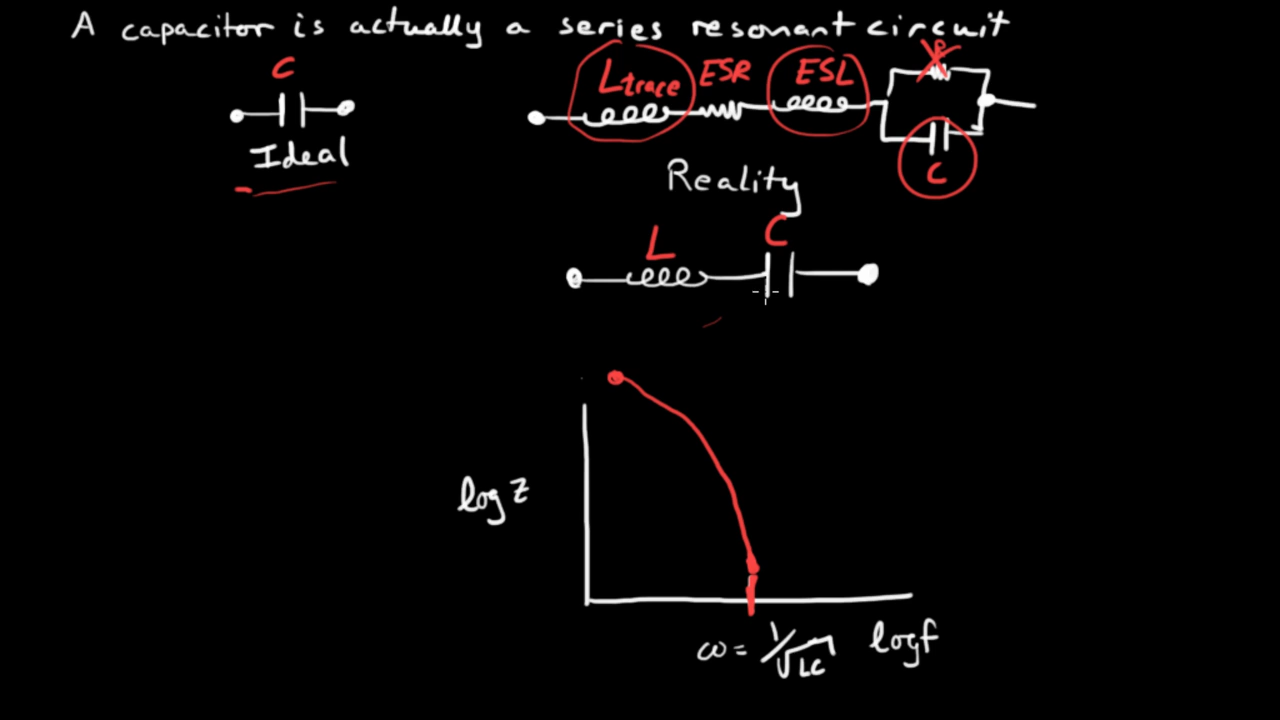 A capacitor is actually a series resonant circuit
C
Ltrace ESR ESL R
Ideal
C
Reality
L C
log Z
ω = 1/√LC log f